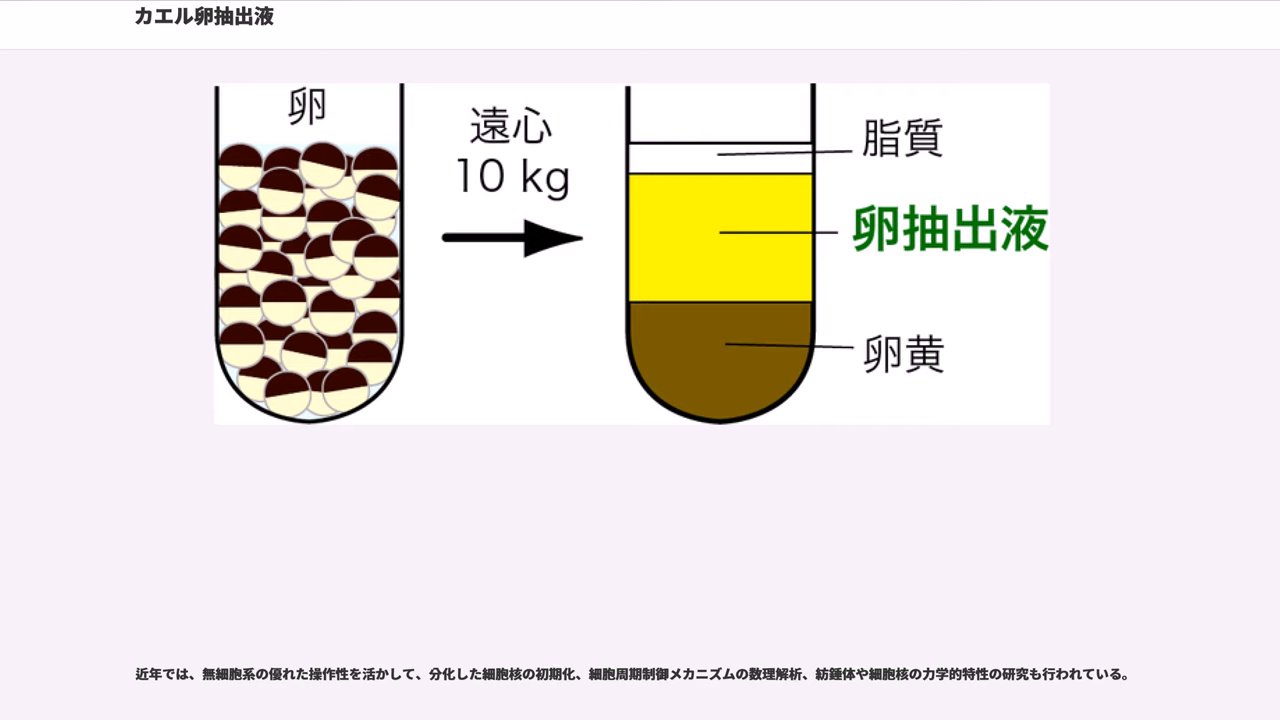 カエル卵抽出液
卵
遠心
10 kg
脂質
卵抽出液
卵黄
近年では、無細胞系の優れた操作性を活かして、分化した細胞核の初期化、細胞周期制御メカニズムの数理解析、紡錘体や細胞核の力学的特性の研究も行われている。